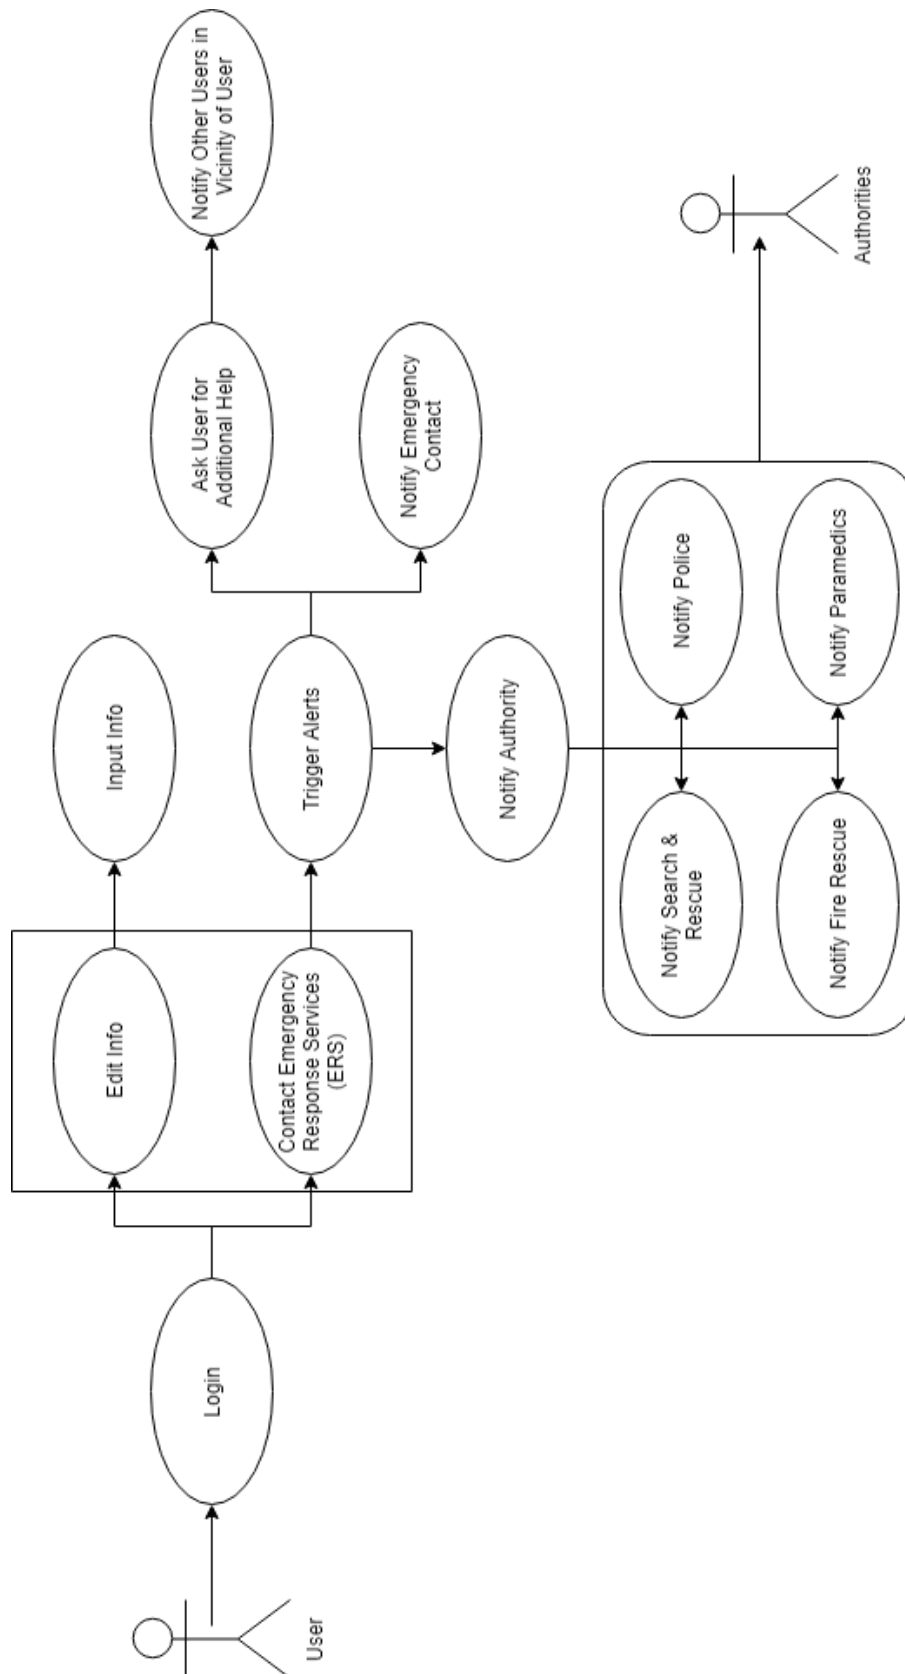 User
Login
Edit Info
Input Info
Contact Emergency
Response Services
(ERS)
Trigger Alerts
Ask User for
Additional Help
Notify Other Users in
Vicinity of User
Notify Emergency
Contact
Notify Authority
Notify Search &
Rescue
Notify Police
Notify Fire Rescue
Notify Paramedics
Authorities